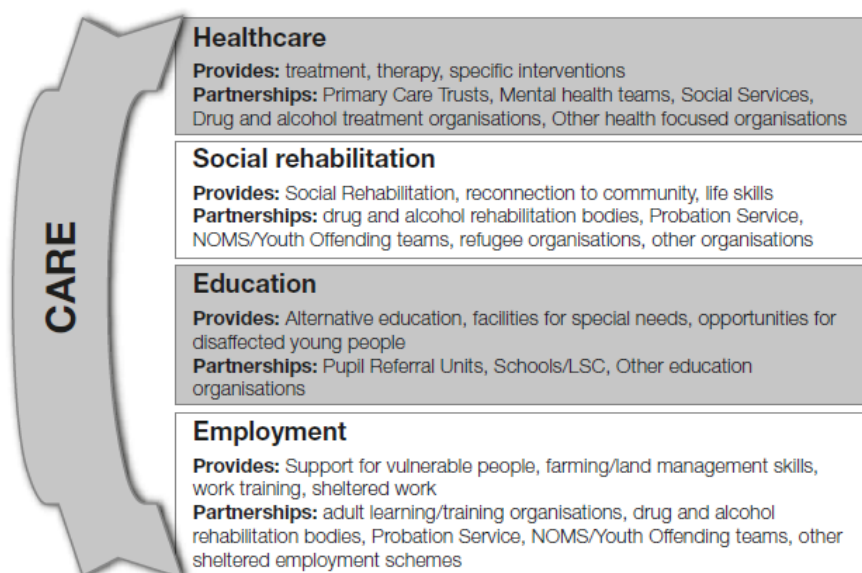 CARE
Healthcare
Provides: treatment, therapy, specific interventions
Partnerships: Primary Care Trusts, Mental health teams, Social Services,
Drug and alcohol treatment organisations, Other health focused organisations
Social rehabilitation
Provides: Social Rehabilitation, reconnection to community, life skills
Partnerships: drug and alcohol rehabilitation bodies, Probation Service,
NOMS/Youth Offending teams, refugee organisations, other organisations
Education
Provides: Alternative education, facilities for special needs, opportunities for
disaffected young people
Partnerships: Pupil Referral Units, Schools/LSC, Other education
organisations
Employment
Provides: Support for vulnerable people, farming/land management skills,
work training, sheltered work
Partnerships: adult learning/training organisations, drug and alcohol
rehabilitation bodies, Probation Service, NOMS/Youth Offending teams, other
sheltered employment schemes